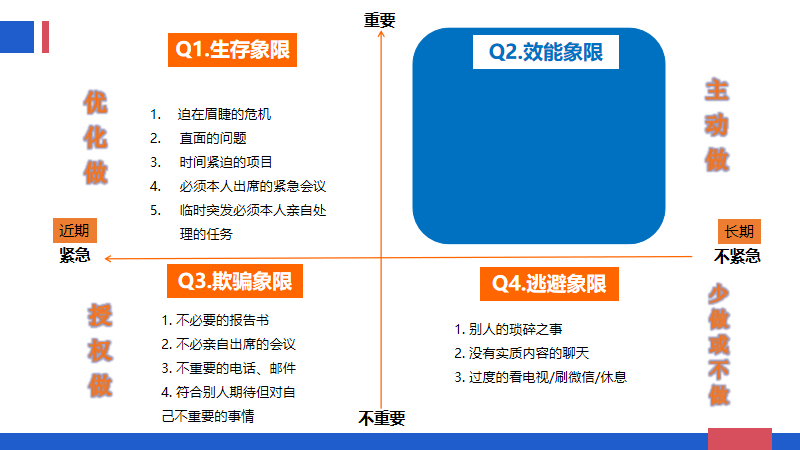 重要
Q1.生存象限
Q2.效能象限
优化做
1. 迫在眉睫的危机
2. 直面的问题
3. 时间紧迫的项目
4. 必须本人出席的紧急会议
5. 临时突发必须本人亲自处
理的任务
主动做
近期
紧急
长期
不紧急
Q3.欺骗象限
Q4.逃避象限
授权做
1. 不必要的报告书
2. 不必亲自出席的会议
3. 不重要的电话、邮件
4. 符合别人期待但对自
己不重要的事情
1. 别人的琐碎之事
2. 没有实质内容的聊天
3. 过度的看电视/刷微信/休息
少做或不做
不重要